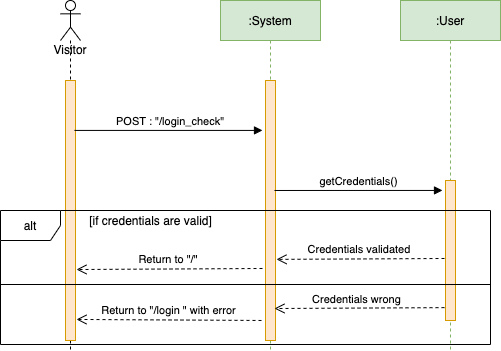 :System
:User
Visitor
POST : "/login_check"
getCredentials()
alt
[if credentials are valid]
Credentials validated
Return to "/"
Credentials wrong
Return to "/login " with error